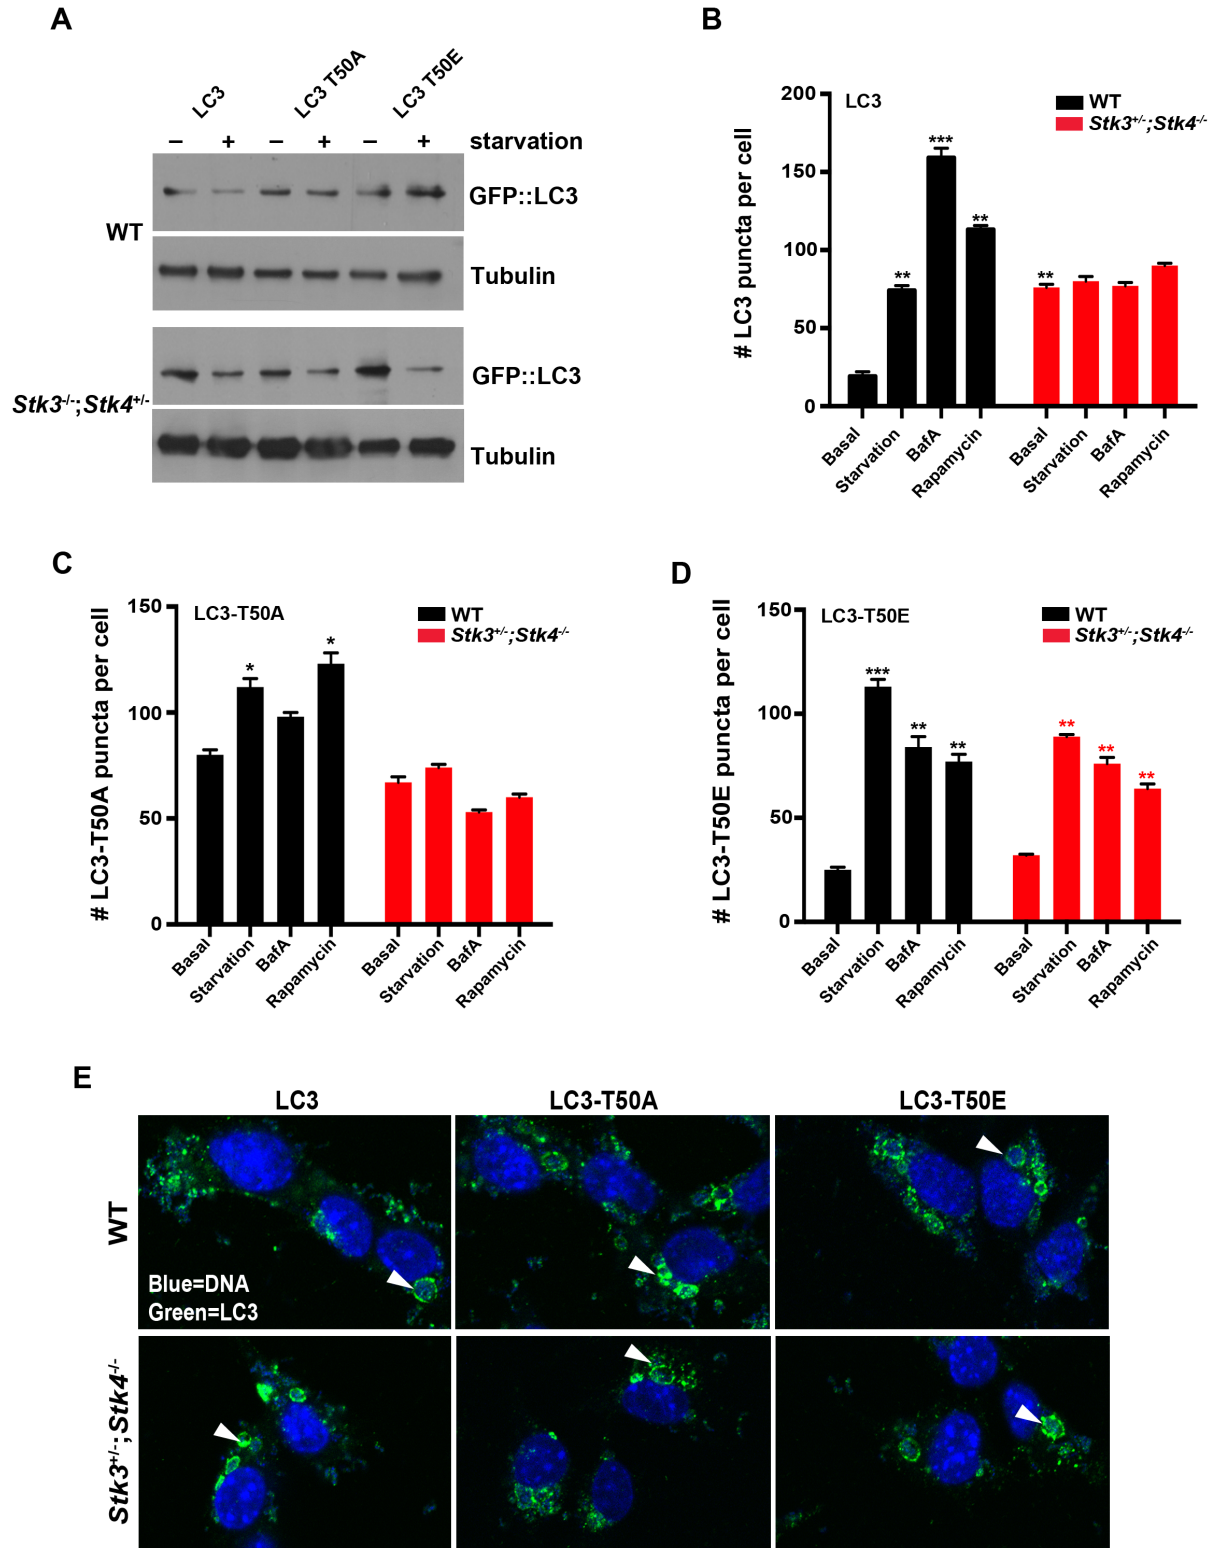 A
LC3
LC3 T50A
LC3 T50E
– + – + – + starvation
GFP::LC3
WT
Tubulin
GFP::LC3
Stk3-/-;Stk4+/-
Tubulin
B
# LC3 puncta per cell
200
150
100
50
0
LC3
WT
Stk3+/-;Stk4-/-
** *** ** **
Basal Starvation BafA Rapamycin Basal Starvation BafA Rapamycin
C
# LC3-T50A puncta per cell
150
100
50
0
LC3-T50A
WT
Stk3+/-;Stk4-/-
* *
Basal Starvation BafA Rapamycin Basal Starvation BafA Rapamycin
D
# LC3-T50E puncta per cell
150
100
50
0
LC3-T50E
WT
Stk3+/-;Stk4-/-
*** ** ** ** ** **
Basal Starvation BafA Rapamycin Basal Starvation BafA Rapamycin
E
LC3 LC3-T50A LC3-T50E
WT
Blue=DNA
Green=LC3
Stk3+/-;Stk4-/-